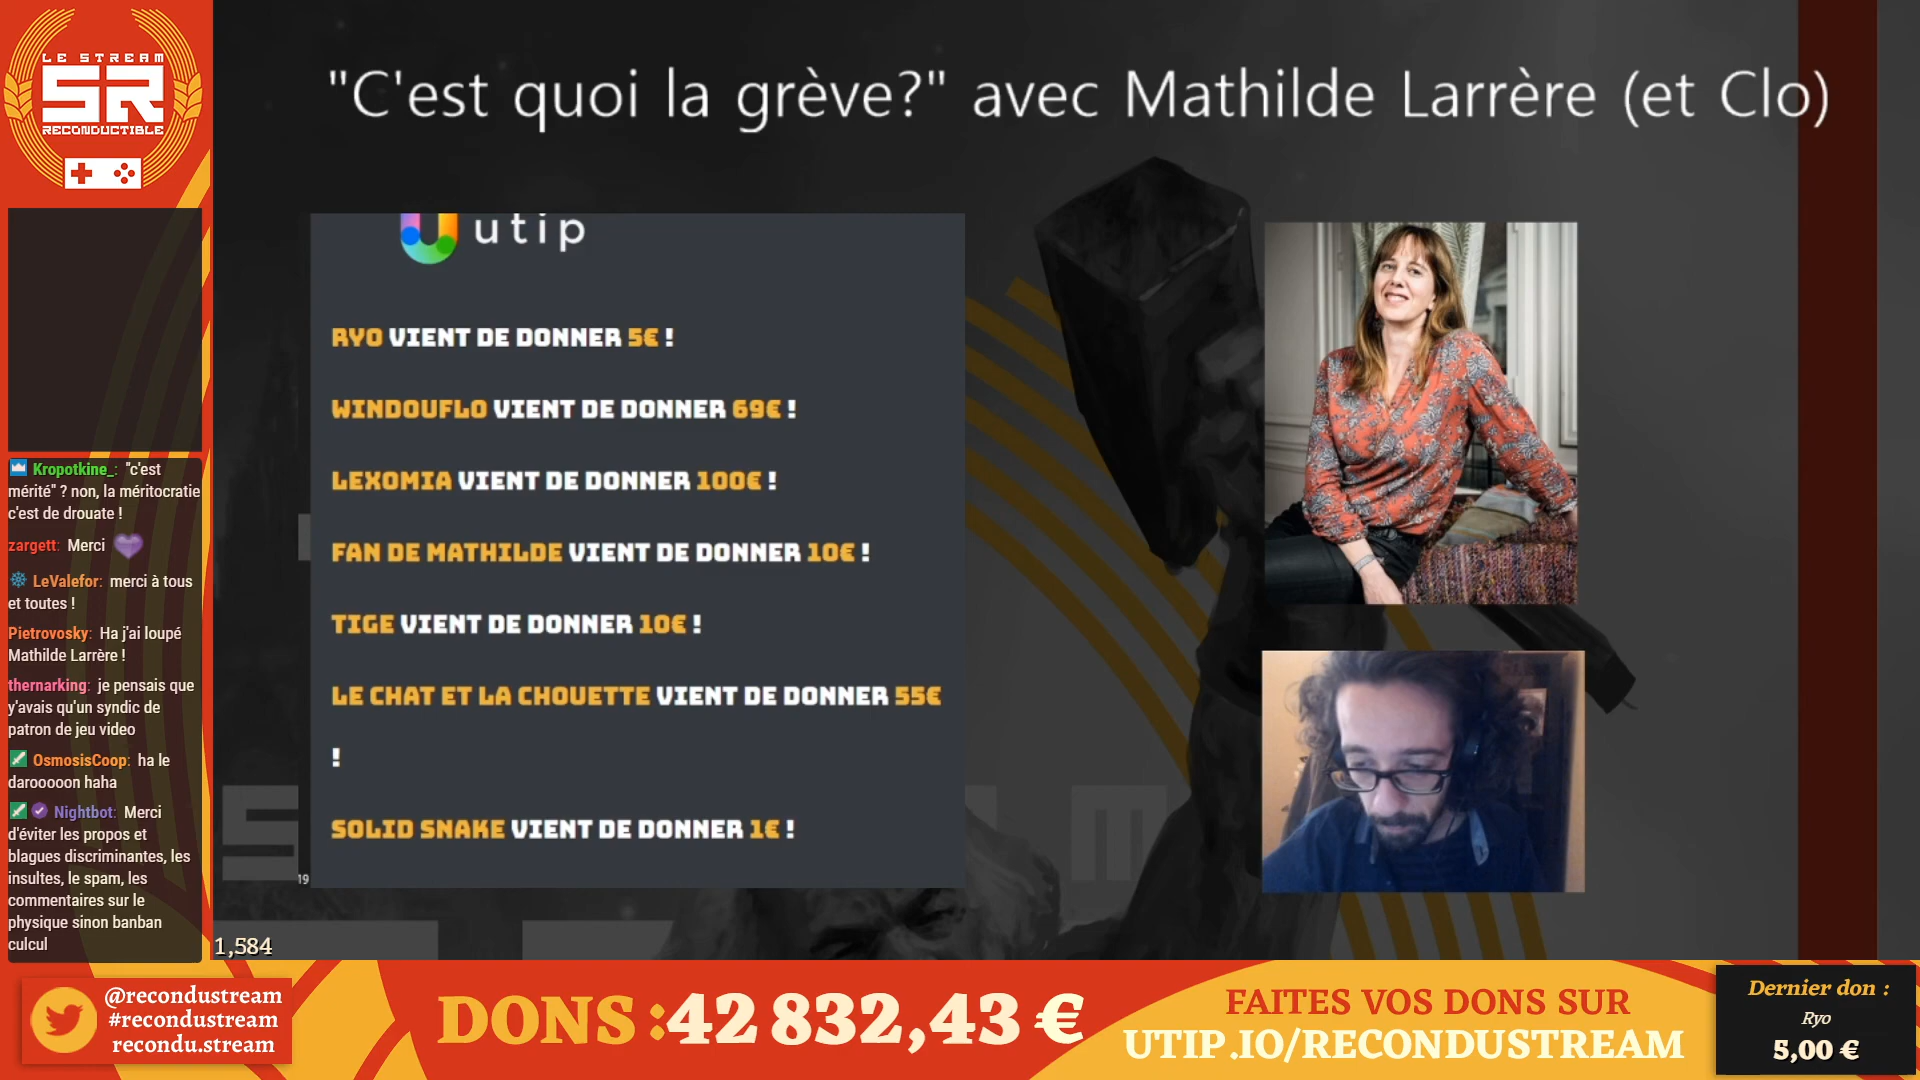 LE STREAM
SR
RECONDUCTIBLE
"C'est quoi la grève?" avec Mathilde Larrère (et Clo)
utip
RYO VIENT DE DONNER 5€ !
WINDOUFLO VIENT DE DONNER 69€ !
LEXOMIA VIENT DE DONNER 100€ !
FAN DE MATHILDE VIENT DE DONNER 10€ !
TIGE VIENT DE DONNER 10€ !
LE CHAT ET LA CHOUETTE VIENT DE DONNER 55€
!
SOLID SNAKE VIENT DE DONNER 1€ !
Kropotkine_: "c'est
mérité" ? non, la méritocratie
c'est de drouate !
zargett: Merci
LeValefor: merci à tous
et toutes !
Pietrovosky: Ha j'ai loupé
Mathilde Larrère !
thernarking: je pensais que
y'avais qu'un syndic de
patron de jeu video
OsmosisCoop: ha le
darooooon haha
Nightbot: Merci
d'éviter les propos et
blagues discriminantes, les
insultes, le spam, les
commentaires sur le
physique sinon banban
culcul
19
1,584
@recondustream
#recondustream
recondu.stream
DONS :42 832,43 €
FAITES VOS DONS SUR
UTIP.IO/RECONDUSTREAM
Dernier don :
Ryo
5,00 €